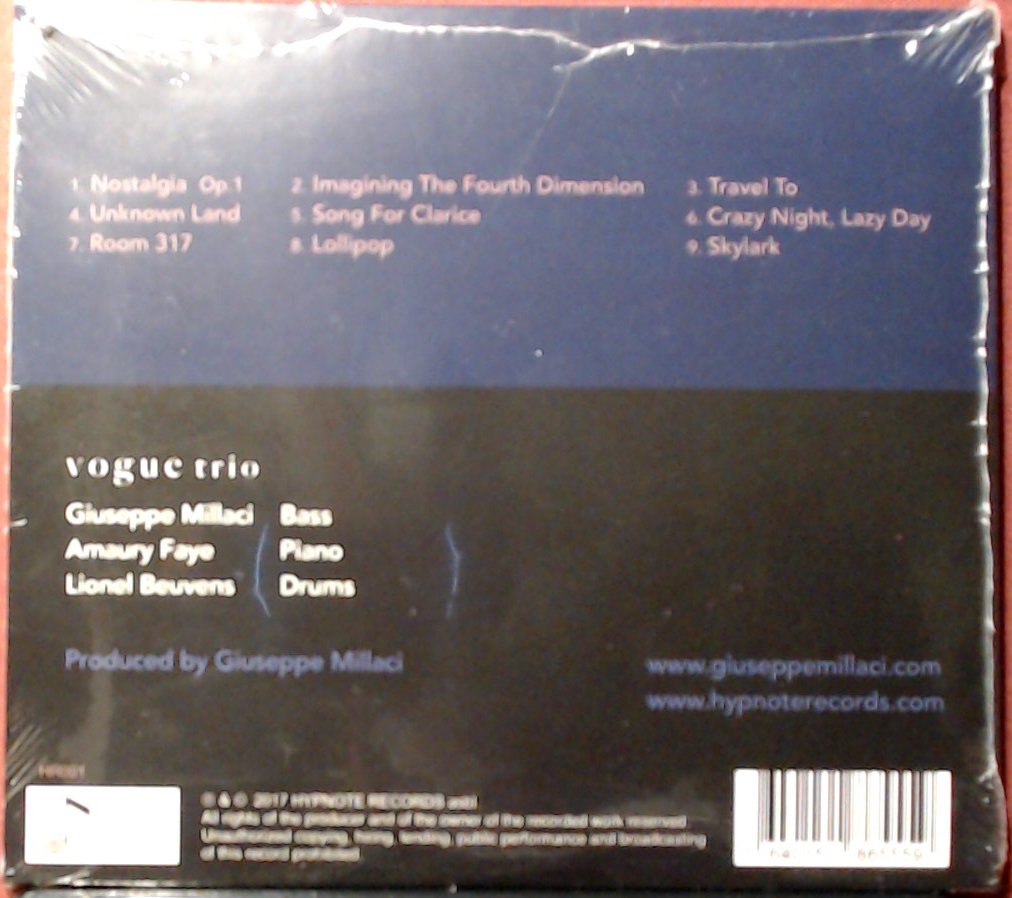 1. Nostalgia Op.1 2. Imagining The Fourth Dimension 3. Travel To
4. Unknown Land 5. Song For Clarice 6. Crazy Night, Lazy Day
7. Room 317 8. Lollipop 9. Skylark
vogue trio
Giuseppe Millaci Bass
Amaury Faye Piano
Lionel Beuvens Drums
Produced by Giuseppe Millaci
www.giuseppemillaci.com
www.hypnoterecords.com
HR001
℗ & © 2017 HYPNOTE RECORDS asbl
All rights of the producer and of the owner of the recorded work reserved
Unauthorized copying, hiring, lending, public performance and broadcasting
of this record prohibited